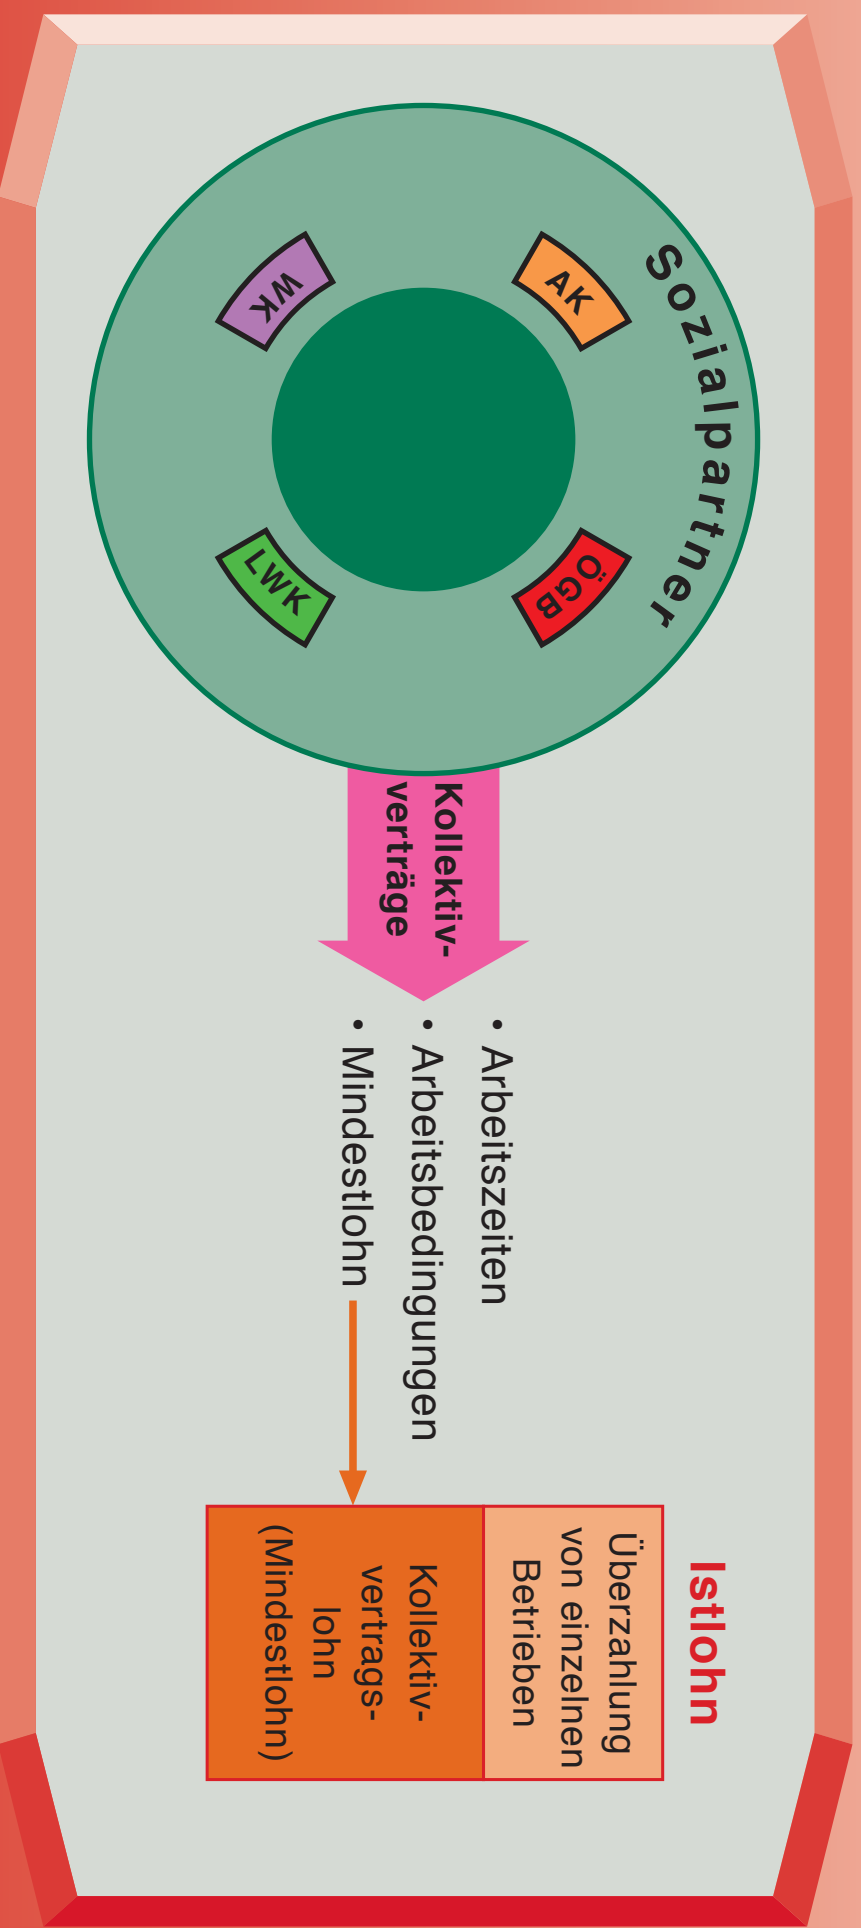 Sozialpartner
AK
ÖGB
WK
LWK
Kollektiv-
verträge
• Arbeitszeiten
• Arbeitsbedingungen
• Mindestlohn
Istlohn
Überzahlung
von einzelnen
Betrieben
Kollektiv-
vertrags-
lohn
(Mindestlohn)